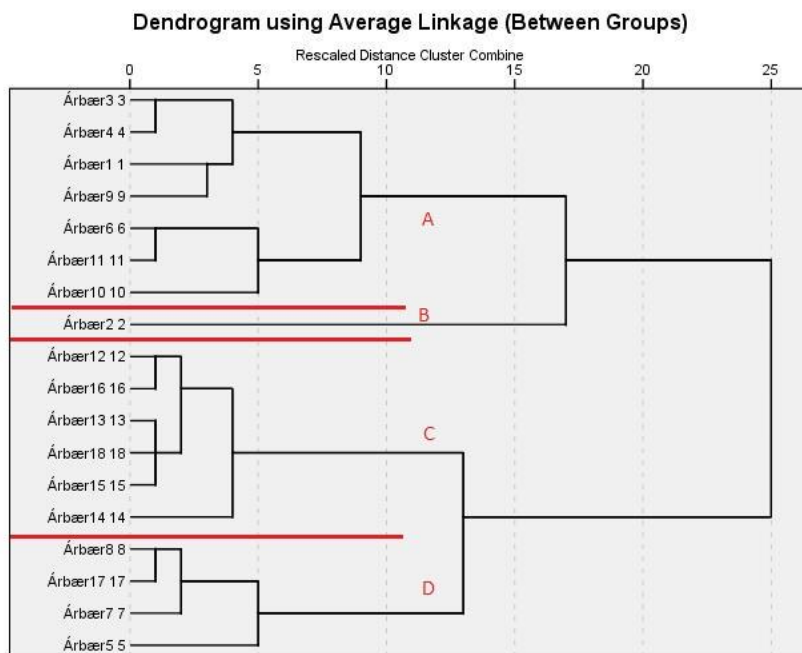 Dendrogram using Average Linkage (Between Groups)
Rescaled Distance Cluster Combine
0 5 10 15 20 25
Árbær3 3
Árbær4 4
Árbær1 1
Árbær9 9
Árbær6 6
A
Árbær11 11
Árbær10 10
B
Árbær2 2
Árbær12 12
Árbær16 16
Árbær13 13
C
Árbær18 18
Árbær15 15
Árbær14 14
Árbær8 8
Árbær17 17
D
Árbær7 7
Árbær5 5